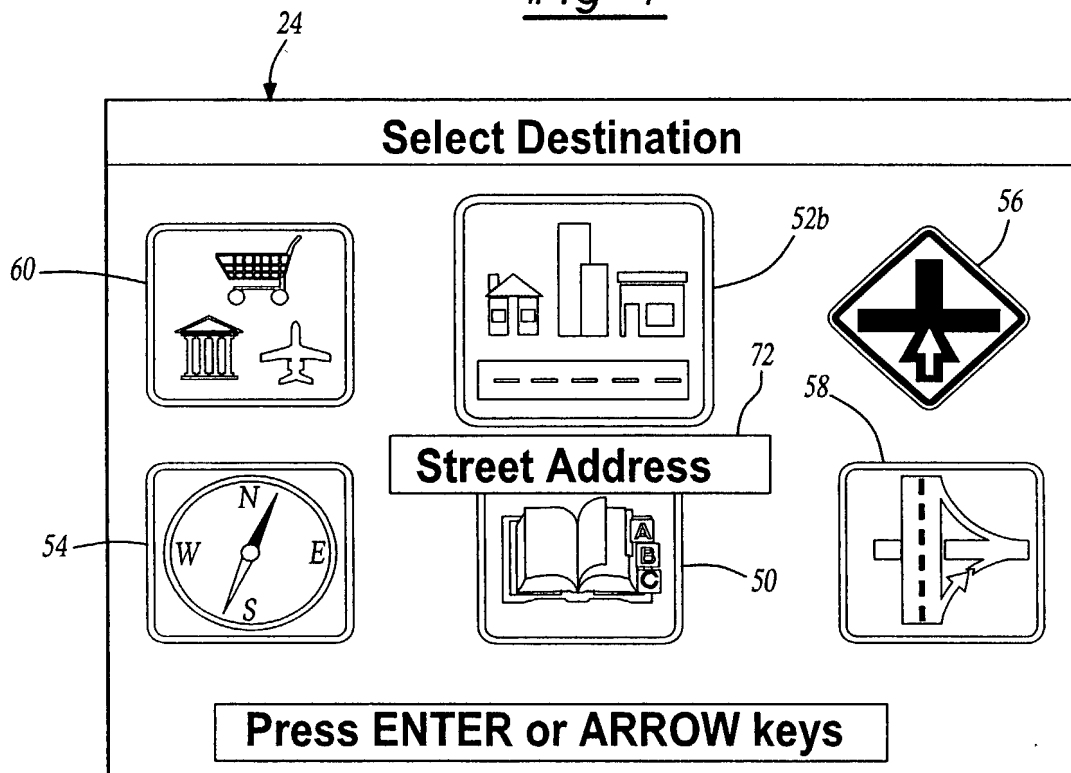 24
Select Destination
60
52b
56
72
58
Street Address
N
W
E
S
54
A
B
C
50
Press ENTER or ARROW keys